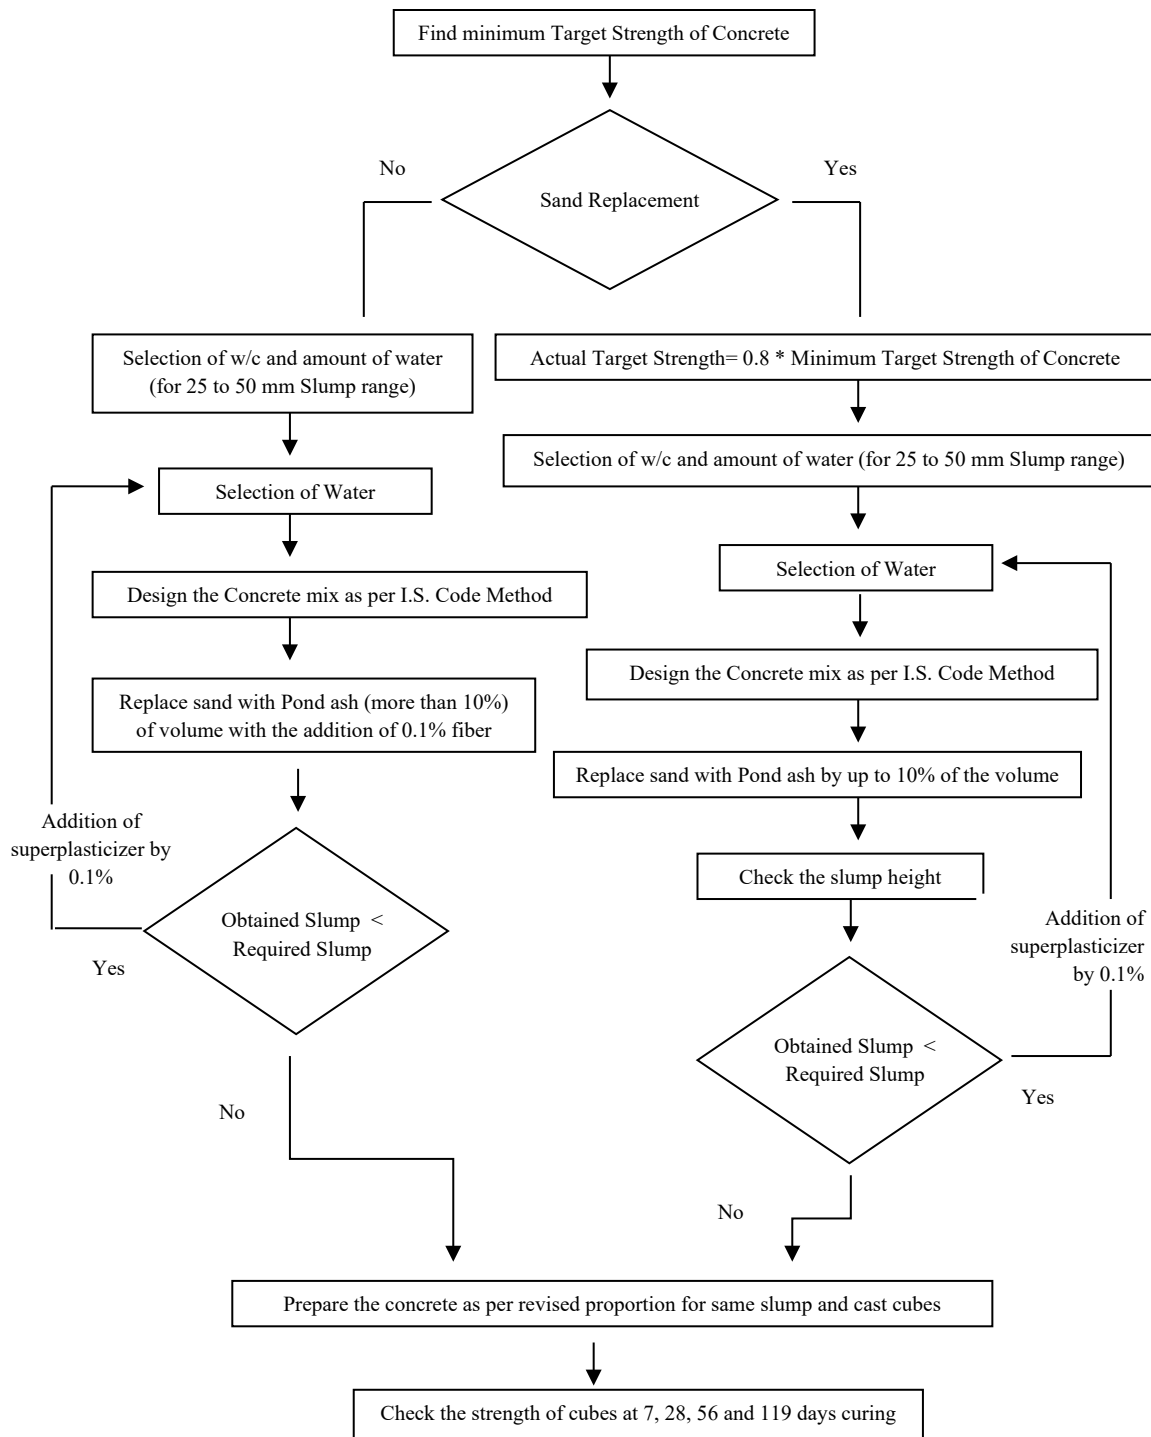 Find minimum Target Strength of Concrete
No
Yes
Sand Replacement
Selection of w/c and amount of water
(for 25 to 50 mm Slump range)
Actual Target Strength= 0.8 * Minimum Target Strength of Concrete
Selection of w/c and amount of water (for 25 to 50 mm Slump range)
Selection of Water
Selection of Water
Design the Concrete mix as per I.S. Code Method
Design the Concrete mix as per I.S. Code Method
Replace sand with Pond ash (more than 10%)
of volume with the addition of 0.1% fiber
Replace sand with Pond ash by up to 10% of the volume
Addition of
superplasticizer by
0.1%
Check the slump height
Obtained Slump <
Required Slump
Yes
Addition of
superplasticizer
by 0.1%
Obtained Slump <
Required Slump
Yes
No
No
Prepare the concrete as per revised proportion for same slump and cast cubes
Check the strength of cubes at 7, 28, 56 and 119 days curing